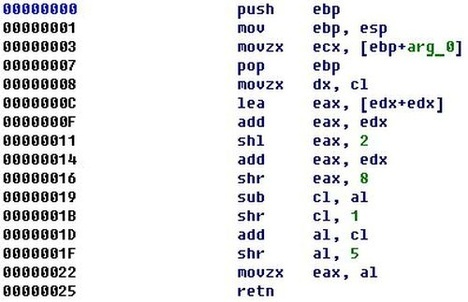 00000000 push ebp
00000001 mov ebp, esp
00000003 movzx ecx, [ebp+arg_0]
00000007 pop ebp
00000008 movzx dx, cl
0000000C lea eax, [edx+edx]
0000000F add eax, edx
00000011 shl eax, 2
00000014 add eax, edx
00000016 shr eax, 8
00000019 sub cl, al
0000001B shr cl, 1
0000001D add al, cl
0000001F shr al, 5
00000022 movzx eax, al
00000025 retn